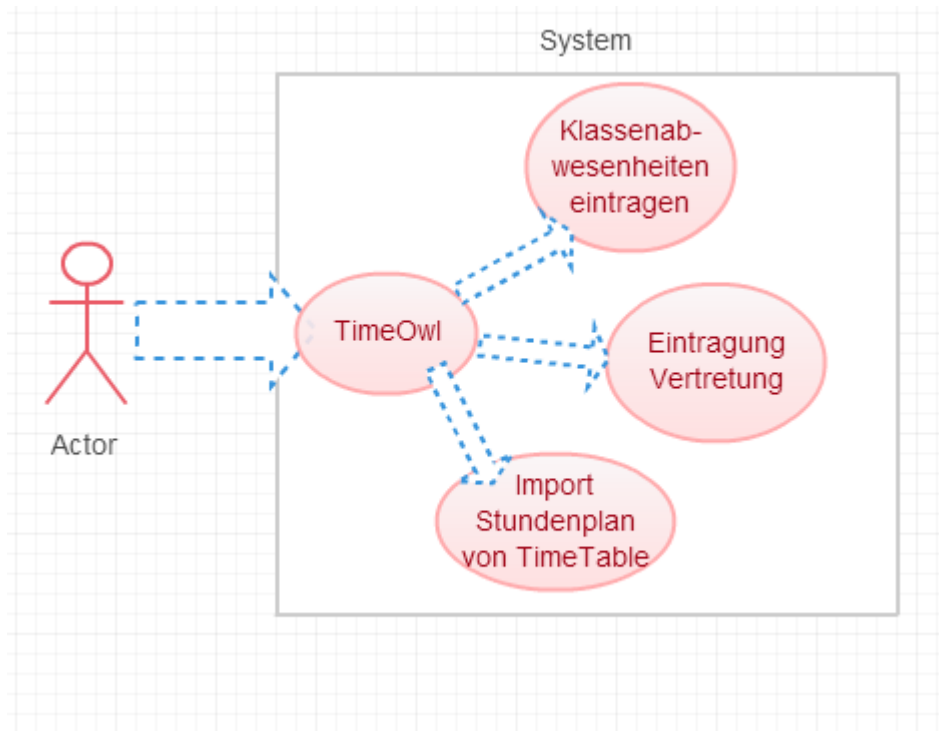 System
Klassenab-
wesenheiten
eintragen
TimeOwl
Eintragung
Vertretung
Actor
Import
Stundenplan
von TimeTable